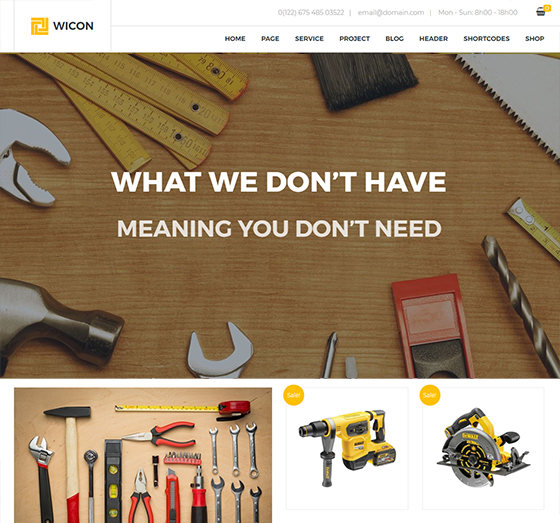 WICON
0(122) 675 485 03522 | email@domain.com | Mon - Sun: 8h00 - 18h00
0
HOME PAGE SERVICE PROJECT BLOG HEADER SHORTCODES SHOP
WHAT WE DON'T HAVE
MEANING YOU DON'T NEED
Sale!
Sale!
DEWALT